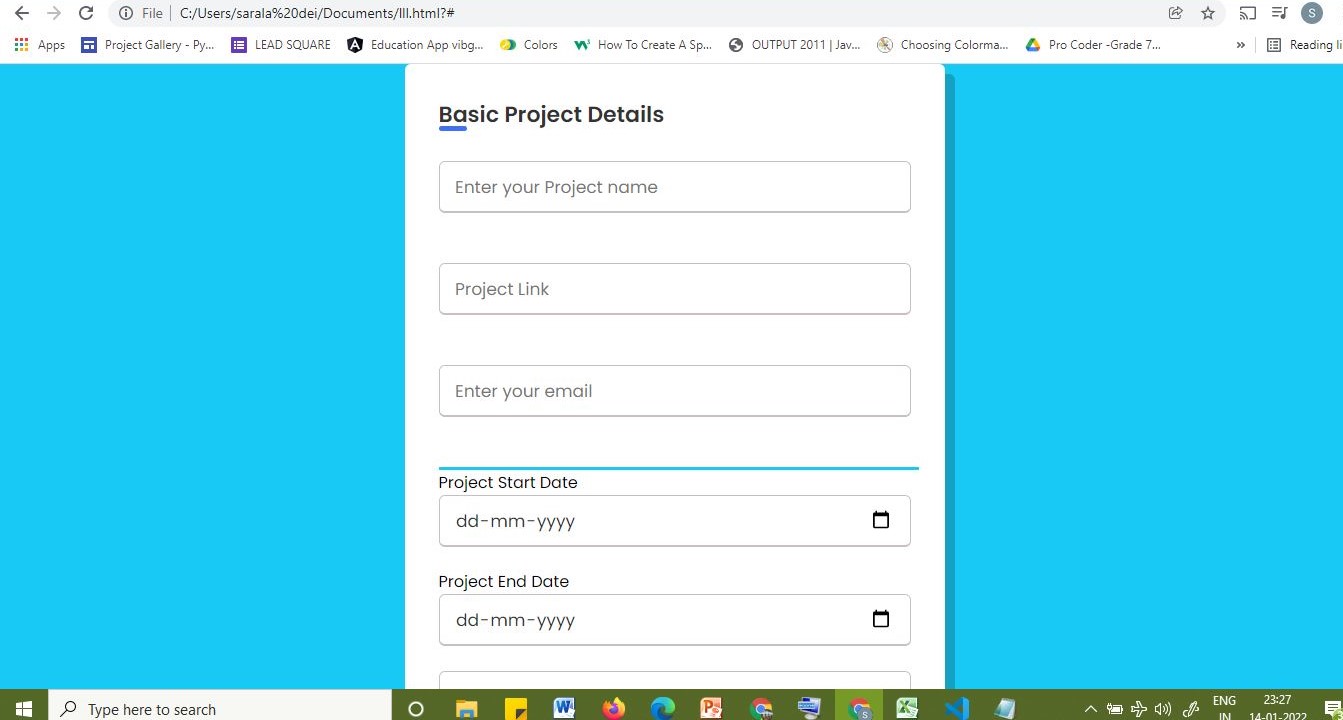 File C:/Users/sarala%20dei/Documents/III.html?# S
Apps Project Gallery - Py... LEAD SQUARE Education App vibg... Colors How To Create A Sp... OUTPUT 2011 | Jav... Choosing Colorma... Pro Coder -Grade 7... » Reading li
Basic Project Details
Enter your Project name
Project Link
Enter your email
Project Start Date
dd-mm-yyyy
Project End Date
dd-mm-yyyy
Type here to search
ENG 23:27
IN 14-01-2022